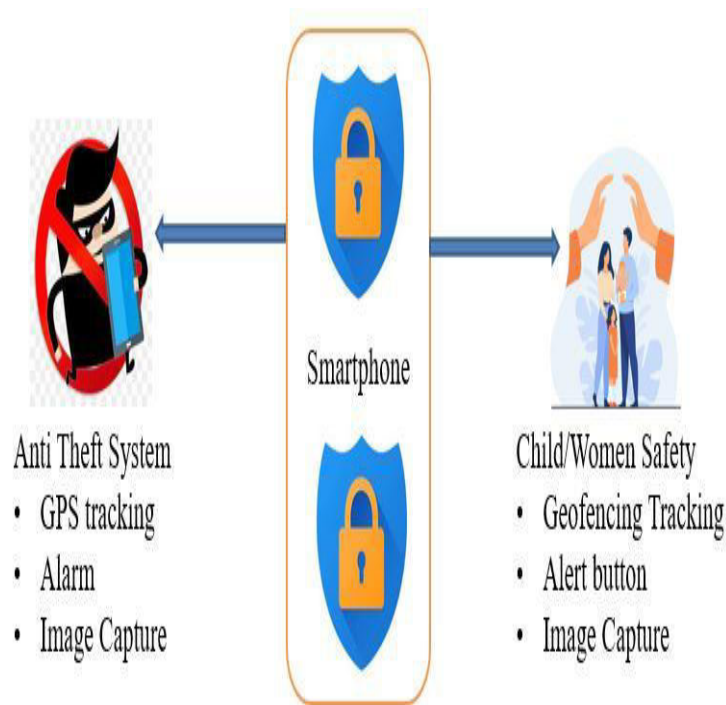 Smartphone
Anti Theft System
• GPS tracking
• Alarm
• Image Capture
Child/Women Safety
• Geofencing Tracking
• Alert button
• Image Capture